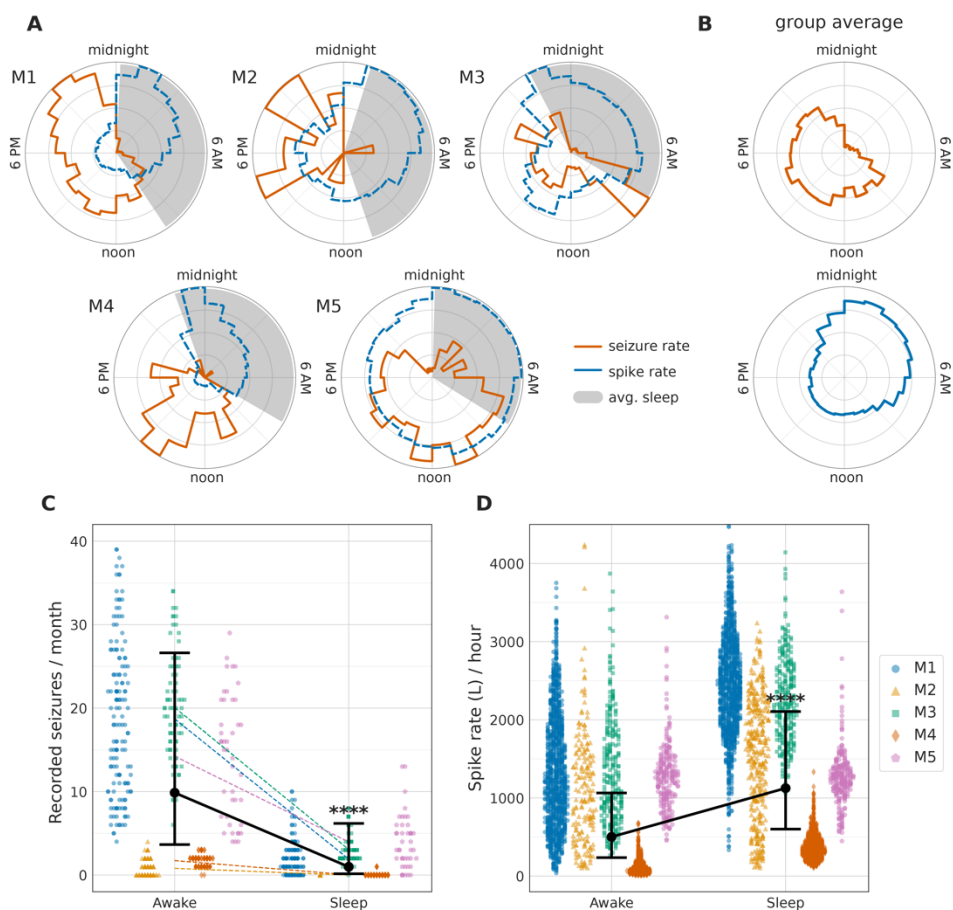 A
B
group average
midnight
midnight
midnight
midnight
M1
M2
M3
6 PM
6 AM
6 PM
6 AM
6 PM
6 AM
6 PM
6 AM
noon
noon
noon
noon
midnight
midnight
midnight
M4
M5
seizure rate
spike rate
avg. sleep
6 PM
6 AM
6 PM
6 AM
6 PM
6 AM
noon
noon
noon
C
Recorded seizures / month
40
30
20
10
0
****
Awake
Sleep
D
Spike rate (L) / hour
4000
3000
2000
1000
0
****
Awake
Sleep
M1
M2
M3
M4
M5